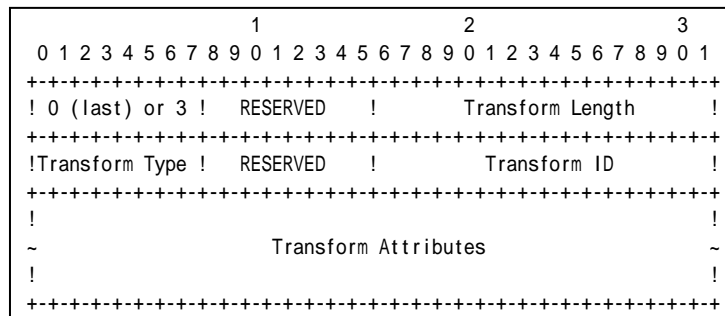 1                   2                   3
 0 1 2 3 4 5 6 7 8 9 0 1 2 3 4 5 6 7 8 9 0 1 2 3 4 5 6 7 8 9 0 1
+-+-+-+-+-+-+-+-+-+-+-+-+-+-+-+-+-+-+-+-+-+-+-+-+-+-+-+-+-+-+-+-+
! 0 (last) or 3 !   RESERVED    !        Transform Length       !
+-+-+-+-+-+-+-+-+-+-+-+-+-+-+-+-+-+-+-+-+-+-+-+-+-+-+-+-+-+-+-+-+
!Transform Type !   RESERVED    !          Transform ID         !
+-+-+-+-+-+-+-+-+-+-+-+-+-+-+-+-+-+-+-+-+-+-+-+-+-+-+-+-+-+-+-+-+
!                                                               !
~                      Transform Attributes                     ~
!                                                               !
+-+-+-+-+-+-+-+-+-+-+-+-+-+-+-+-+-+-+-+-+-+-+-+-+-+-+-+-+-+-+-+-+